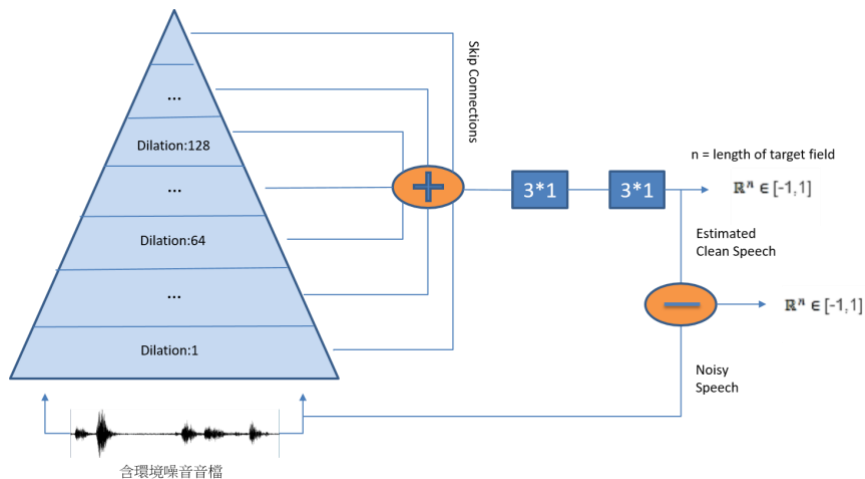 ...
Dilation:128
...
Dilation:64
...
Dilation:1
含環境噪音音檔
Skip Connections
3*1
3*1
n = length of target field
ℝⁿ ∈ [-1,1]
Estimated
Clean Speech
ℝⁿ ∈ [-1,1]
Noisy
Speech